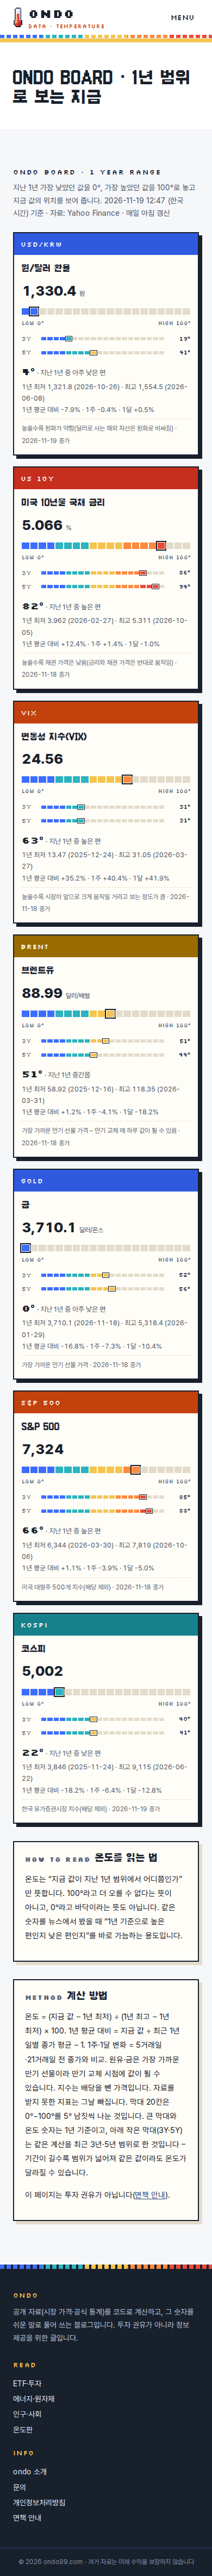 ONDO
DATA · TEMPERATURE
MENU
ONDO BOARD · 1년 범위
로 보는 지금
ONDO BOARD · 1 YEAR RANGE
지난 1년 가장 낮았던 값을 0°, 가장 높았던 값을 100°로 놓고
지금 값의 위치를 보여 줍니다. 2026-11-19 12:47 (한국
시간) 기준 · 자료: Yahoo Finance · 매일 아침 갱신
USD/KRW
원/달러 환율
1,330.4 원
LOW 0° HIGH 100°
3Y 19°
5Y 41°
4° · 지난 1년 중 아주 낮은 편
1년 최저 1,321.8 (2026-10-26) · 최고 1,554.5 (2026-
06-08)
1년 평균 대비 -7.9% · 1주 -0.4% · 1달 +0.5%
높을수록 원화가 약함(달러로 사는 해외 자산은 원화로 비싸짐) ·
2026-11-19 종가
US 10Y
미국 10년물 국채 금리
5.066 %
LOW 0° HIGH 100°
3Y 86°
5Y 94°
82° · 지난 1년 중 높은 편
1년 최저 3.962 (2026-02-27) · 최고 5.311 (2026-10-
05)
1년 평균 대비 +12.4% · 1주 +1.4% · 1달 -1.0%
높을수록 채권 가격은 낮음(금리와 채권 가격은 반대로 움직임) ·
2026-11-18 종가
VIX
변동성 지수(VIX)
24.56
LOW 0° HIGH 100°
3Y 31°
5Y 31°
63° · 지난 1년 중 높은 편
1년 최저 13.47 (2025-12-24) · 최고 31.05 (2026-03-
27)
1년 평균 대비 +35.2% · 1주 +40.4% · 1달 +41.9%
높을수록 시장이 앞으로 크게 움직일 거라고 보는 정도가 큼 · 2026-
11-18 종가
BRENT
브렌트유
88.99 달러/배럴
LOW 0° HIGH 100°
3Y 51°
5Y 44°
51° · 지난 1년 중간쯤
1년 최저 58.92 (2025-12-16) · 최고 118.35 (2026-
03-31)
1년 평균 대비 +1.2% · 1주 -4.1% · 1달 -18.2%
가장 가까운 만기 선물 가격 – 만기 교체 때 하루 값이 튈 수 있음 ·
2026-11-18 종가
GOLD
금
3,710.1 달러/온스
LOW 0° HIGH 100°
3Y 52°
5Y 56°
0° · 지난 1년 중 아주 낮은 편
1년 최저 3,710.1 (2026-11-18) · 최고 5,318.4 (2026-
01-29)
1년 평균 대비 -16.8% · 1주 -7.3% · 1달 -10.4%
가장 가까운 만기 선물 가격 · 2026-11-18 종가
S&P 500
S&P 500
7,324
LOW 0° HIGH 100°
3Y 85°
5Y 88°
66° · 지난 1년 중 높은 편
1년 최저 6,344 (2026-03-30) · 최고 7,819 (2026-10-
06)
1년 평균 대비 +1.1% · 1주 -3.9% · 1달 -5.0%
미국 대형주 500개 지수(배당 제외) · 2026-11-18 종가
KOSPI
코스피
5,002
LOW 0° HIGH 100°
3Y 40°
5Y 41°
22° · 지난 1년 중 낮은 편
1년 최저 3,846 (2025-11-24) · 최고 9,115 (2026-06-
22)
1년 평균 대비 -18.2% · 1주 -6.4% · 1달 -12.8%
한국 유가증권시장 지수(배당 제외) · 2026-11-19 종가
HOW TO READ 온도를 읽는 법
온도는 “지금 값이 지난 1년 범위에서 어디쯤인가”
만 뜻합니다. 100°라고 더 오를 수 없다는 뜻이
아니고, 0°라고 바닥이라는 뜻도 아닙니다. 같은
숫자를 뉴스에서 봤을 때 “1년 기준으로 높은
편인지 낮은 편인지”를 바로 가늠하는 용도입니다.
METHOD 계산 방법
온도 = (지금 값 − 1년 최저) ÷ (1년 최고 − 1년
최저) × 100. 1년 평균 대비 = 지금 값 ÷ 최근 1년
일별 종가 평균 − 1. 1주·1달 변화 = 5거래일
·21거래일 전 종가와 비교. 원유·금은 가장 가까운
만기 선물이라 만기 교체 시점에 값이 튈 수
있습니다. 지수는 배당을 뺀 가격입니다. 자료를
받지 못한 지표는 그날 빠집니다. 막대 20칸은
0°~100°를 5° 남짓씩 나눈 것입니다. 큰 막대와
온도 숫자는 1년 기준이고, 아래 작은 막대(3Y·5Y)
는 같은 계산을 최근 3년·5년 범위로 한 것입니다 –
기간이 길수록 범위가 넓어져 같은 값이라도 온도가
달라질 수 있습니다.
이 페이지는 투자 권유가 아닙니다(면책 안내).
ONDO
공개 자료(시장 가격·공식 통계)를 코드로 계산하고, 그 숫자를
쉬운 말로 풀어 쓰는 블로그입니다. 투자 권유가 아니라 정보
제공을 위한 글입니다.
READ
ETF·투자
에너지·원자재
인구·사회
온도판
INFO
ondo 소개
문의
개인정보처리방침
면책 안내
© 2026 ondo99.com · 과거 자료는 미래 수익을 보장하지 않습니다